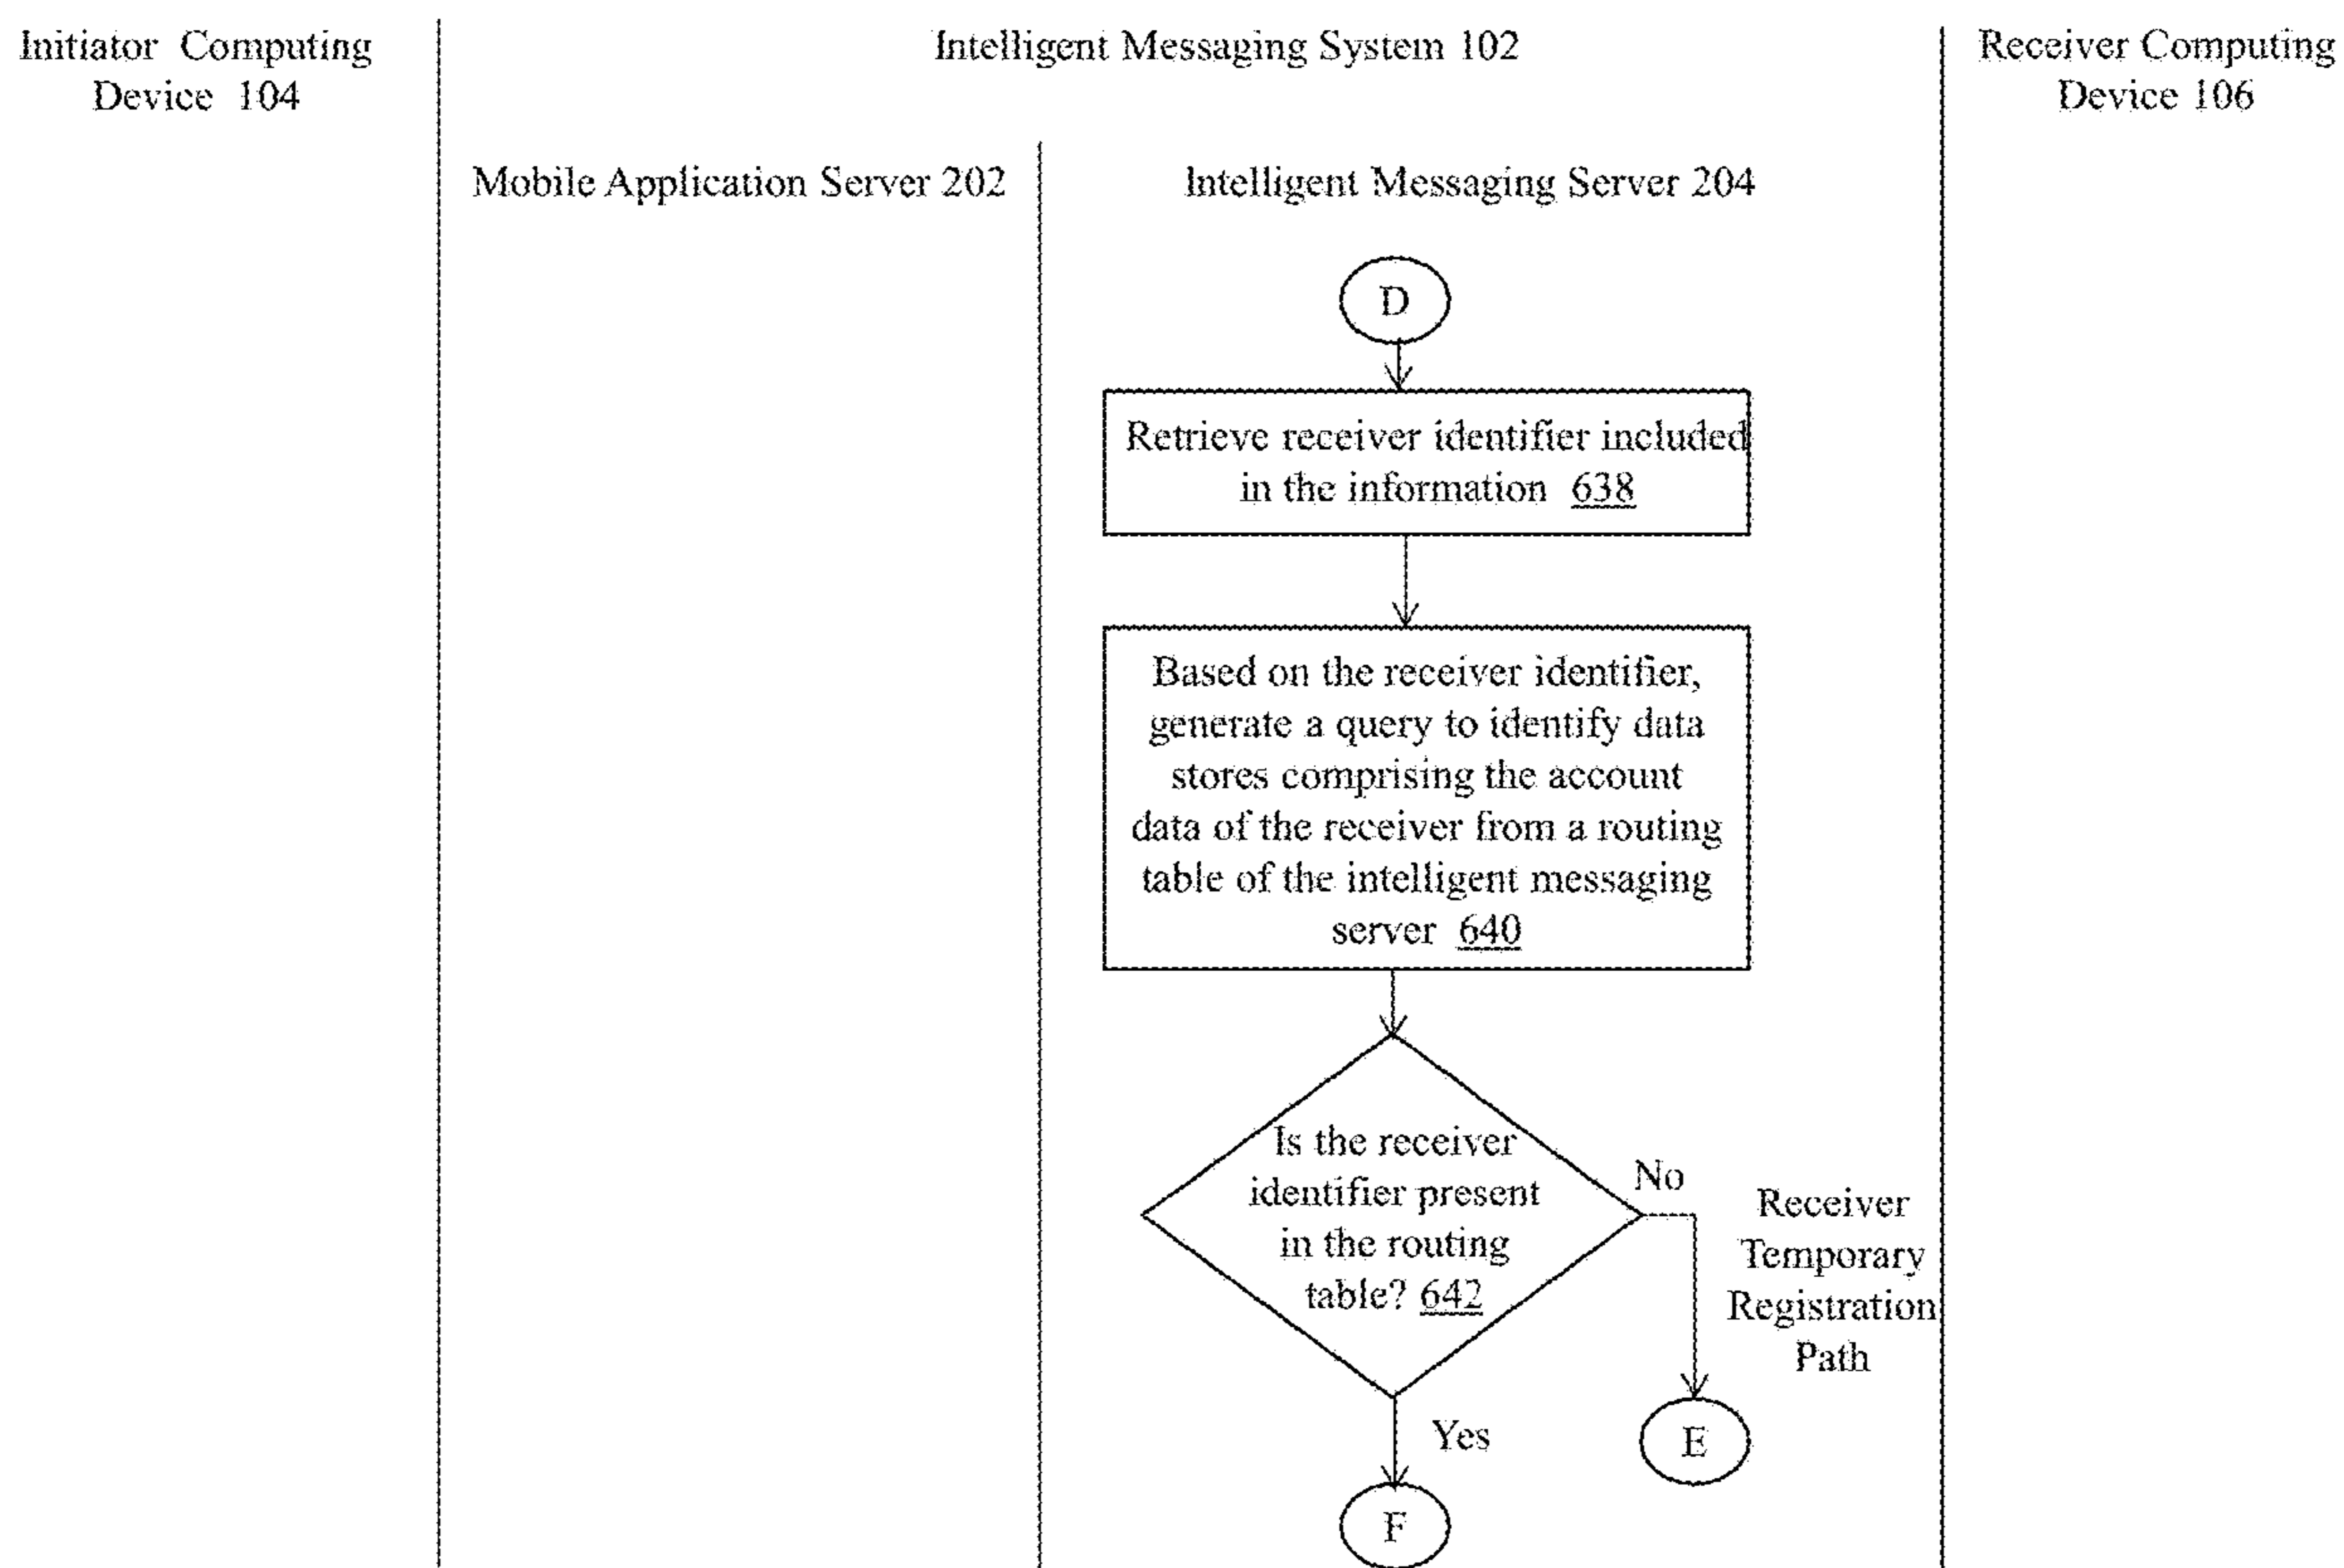 Initiator Computing
Device 104
Intelligent Messaging System 102
Receiver Computing
Device 106
Mobile Application Server 202
Intelligent Messaging Server 204
D
Retrieve receiver identifier included
in the information 638
Based on the receiver identifier,
generate a query to identify data
stores comprising the account
data of the receiver from a routing
table of the intelligent messaging
server 640
Is the receiver
identifier present
in the routing
table? 642
No
Receiver
Temporary
Registration
Path
Yes
E
F